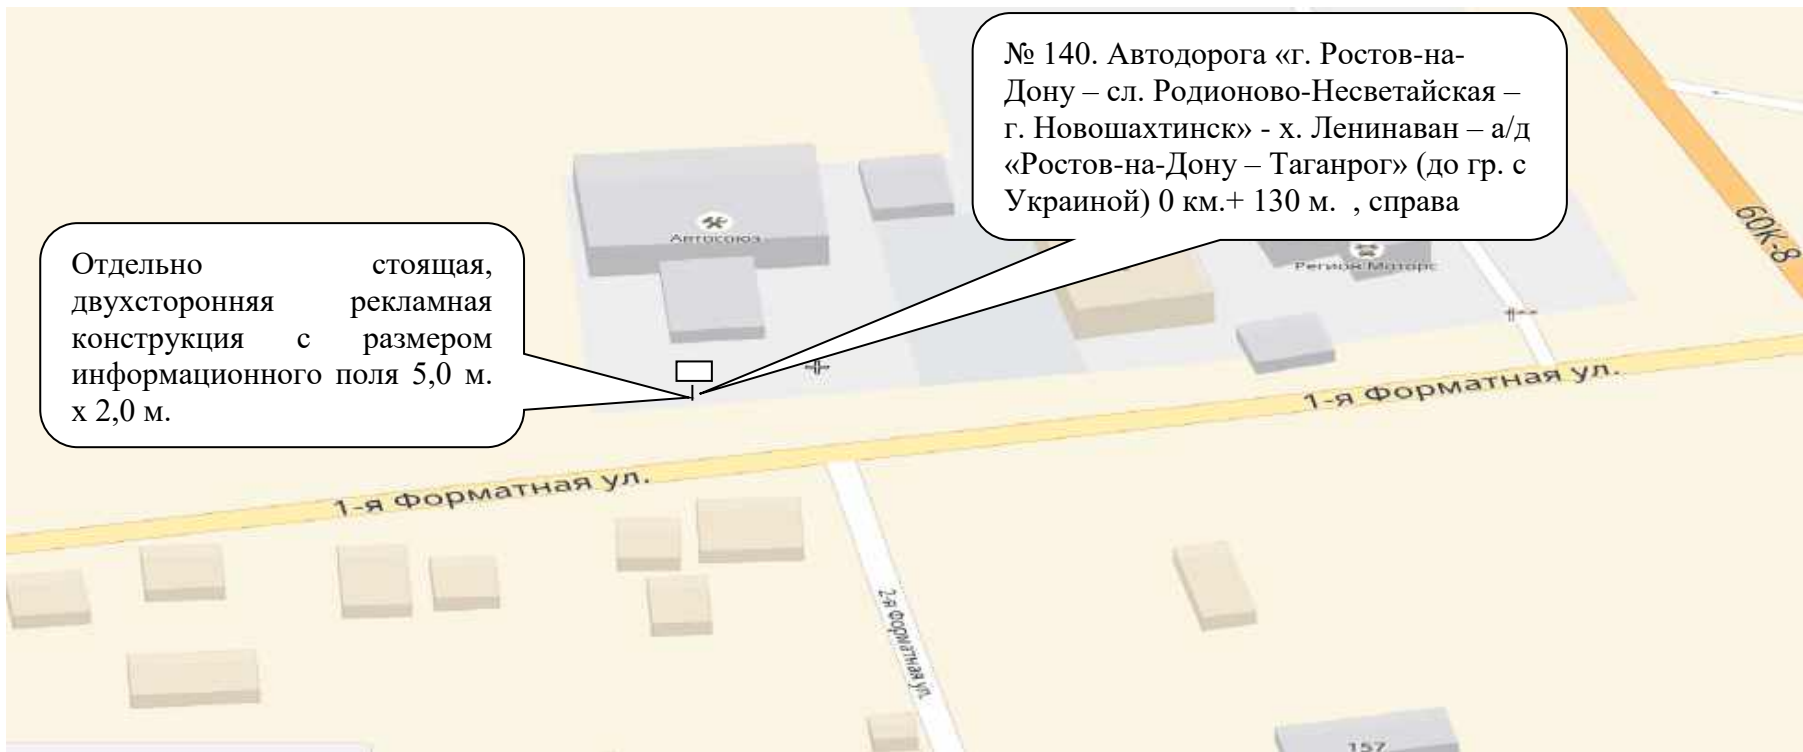 № 140. Автодорога «г. Ростов-на-
Дону – сл. Родионово-Несветайская –
г. Новошахтинск» - х. Ленинаван – а/д
«Ростов-на-Дону – Таганрог» (до гр. с
Украиной) 0 км.+ 130 м. , справа
60К-8
Автосоюз
Регион Моторс
Отдельно стоящая,
двухсторонняя рекламная
конструкция с размером
информационного поля 5,0 м.
х 2,0 м.
1-я Форматная ул.
1-я Форматная ул.
2-я Форматная ул.
157